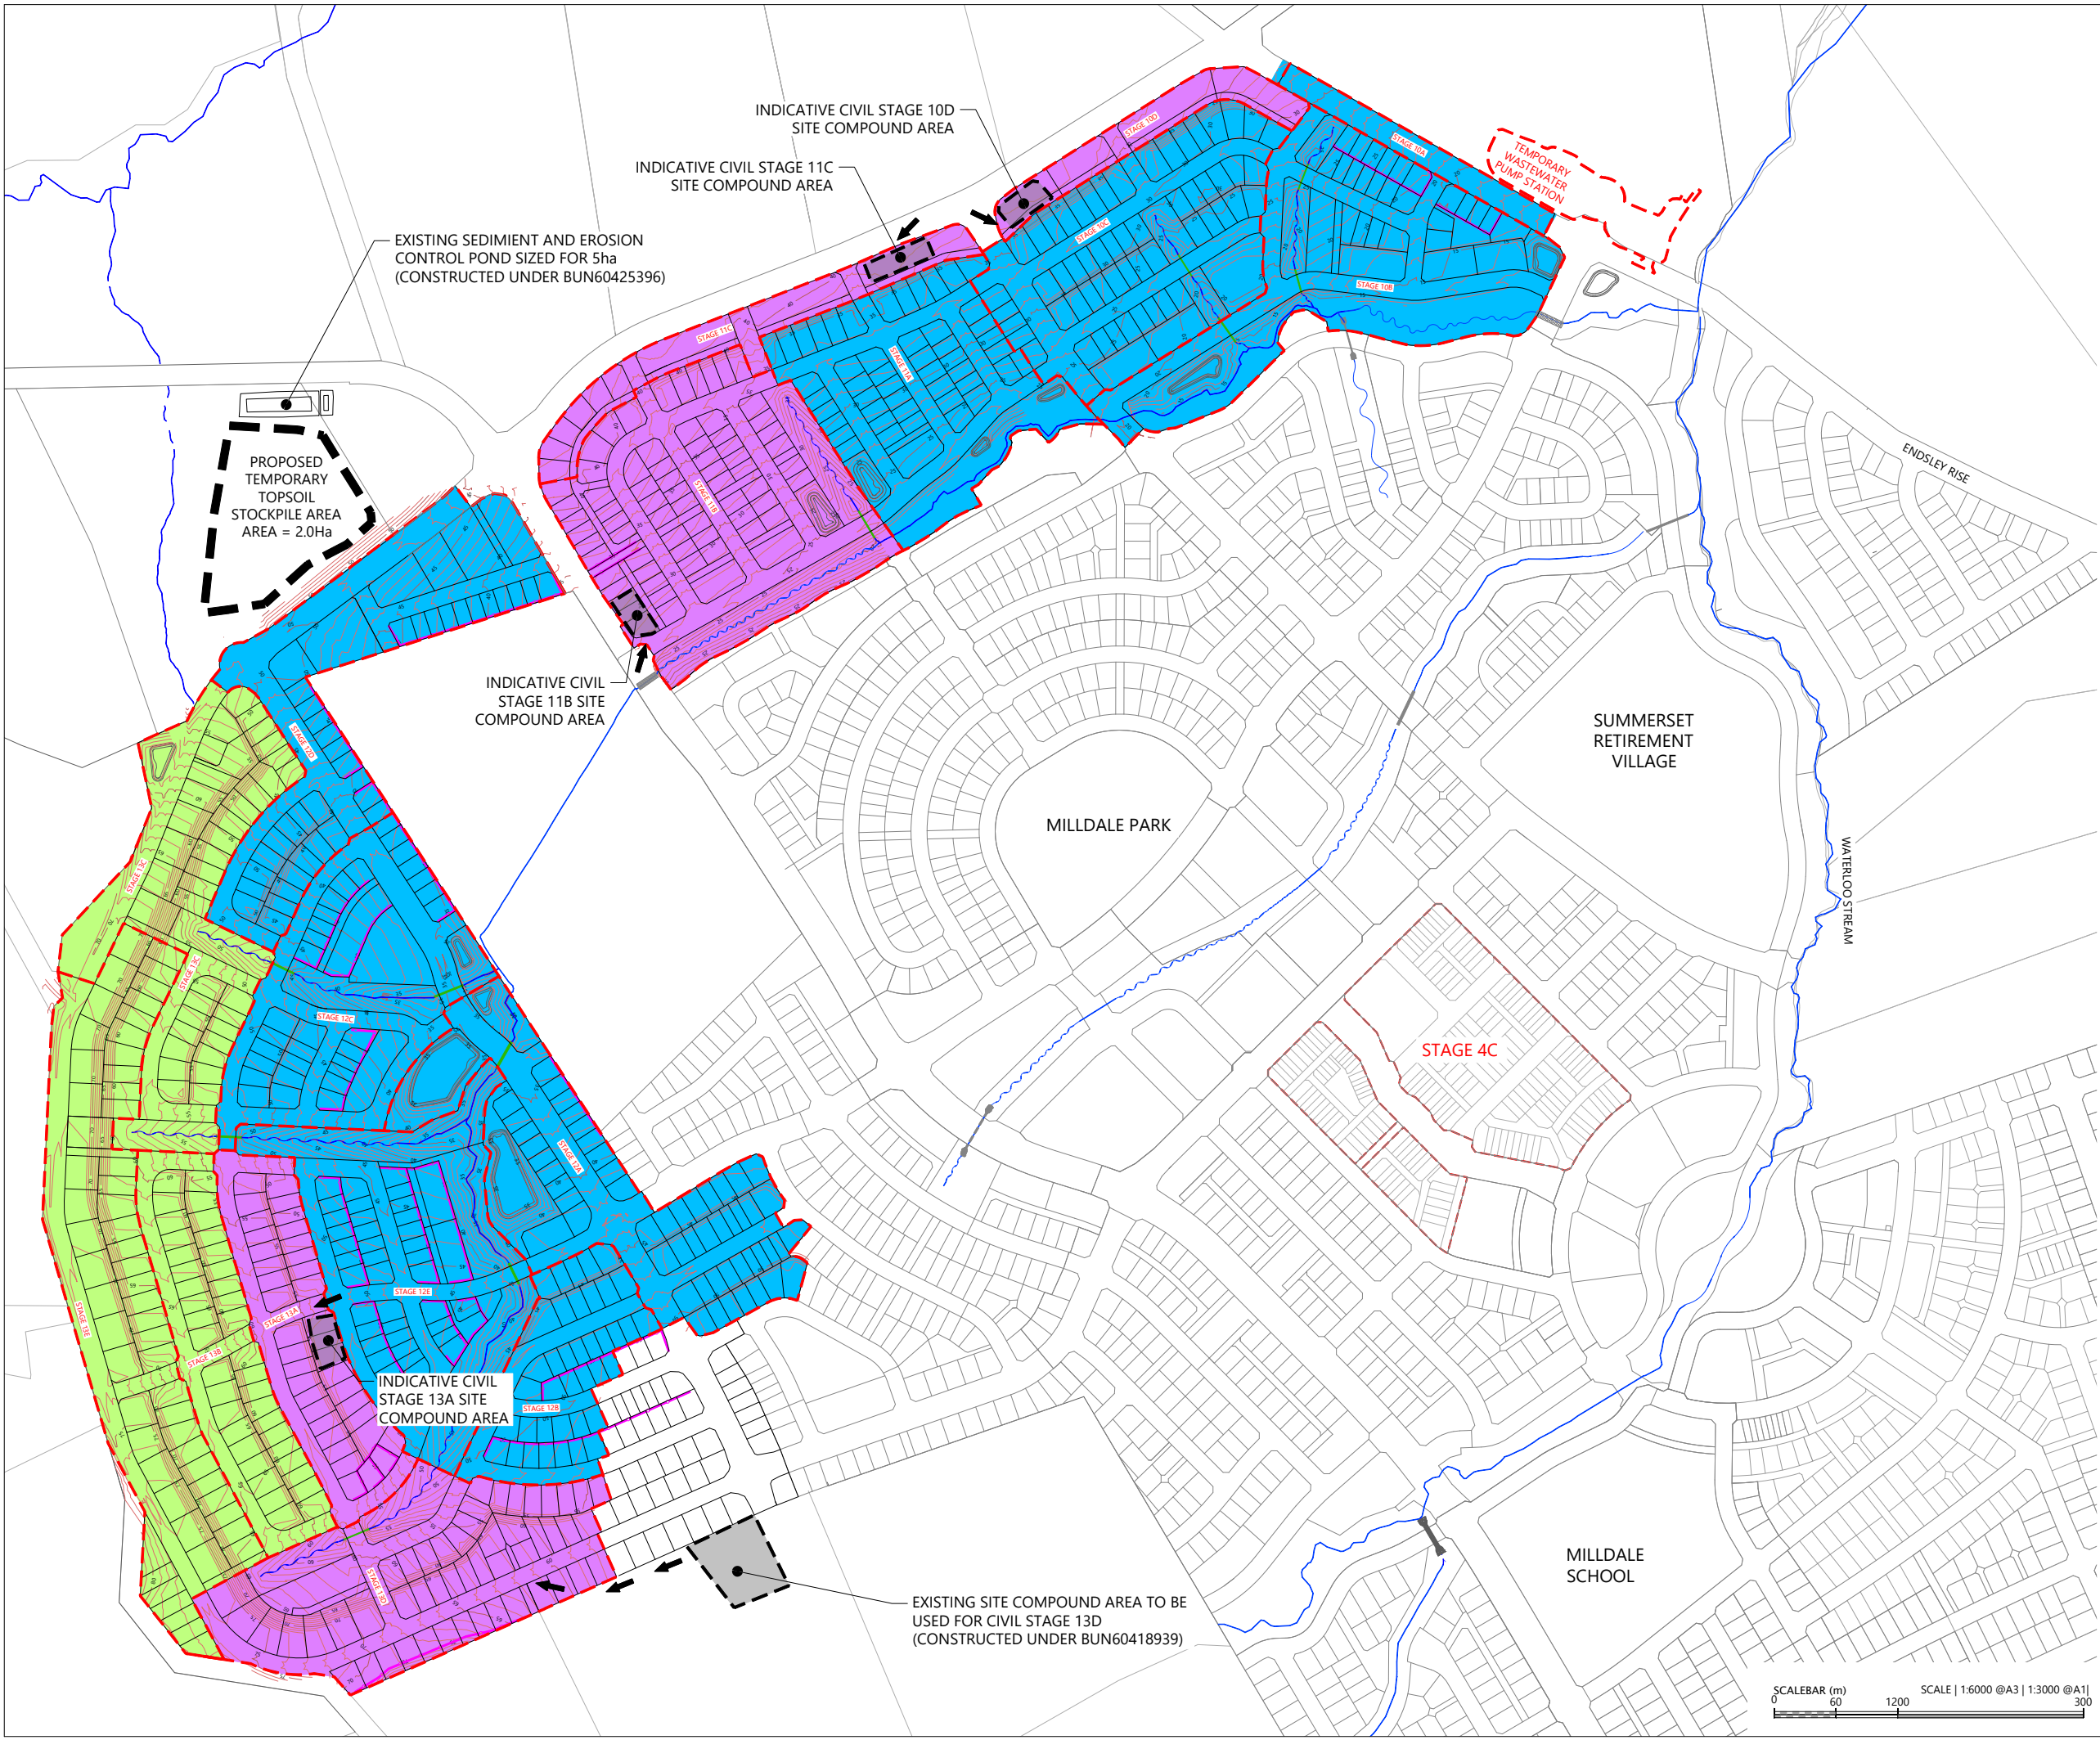 INDICATIVE CIVIL STAGE 10D
SITE COMPOUND AREA
INDICATIVE CIVIL STAGE 11C
SITE COMPOUND AREA
EXISTING SEDIMIENT AND EROSION
CONTROL POND SIZED FOR 5ha
(CONSTRUCTED UNDER BUN60425396)
PROPOSED
TEMPORARY
TOPSOIL
STOCKPILE AREA
AREA = 2.0Ha
STAGE 10D
STAGE 10A
TEMPORARY
WASTEWATER
PUMP STATION
STAGE 10C
STAGE 10B
STAGE 11C
STAGE 11A
STAGE 11B
ENDSLEY RISE
INDICATIVE CIVIL
STAGE 11B SITE
COMPOUND AREA
SUMMERSET
RETIREMENT
VILLAGE
MILLDALE PARK
WATERLOO STREAM
STAGE 12D
STAGE 13C
STAGE 13C
STAGE 12C
STAGE 4C
STAGE 12A
STAGE 12E
STAGE 13A
STAGE 13E
STAGE 13B
INDICATIVE CIVIL
STAGE 13A SITE
COMPOUND AREA
STAGE 12B
STAGE 13D
MILLDALE
SCHOOL
EXISTING SITE COMPOUND AREA TO BE
USED FOR CIVIL STAGE 13D
(CONSTRUCTED UNDER BUN60418939)
SCALEBAR (m)
SCALE | 1:6000 @A3 | 1:3000 @A1|
0 60 1200 300